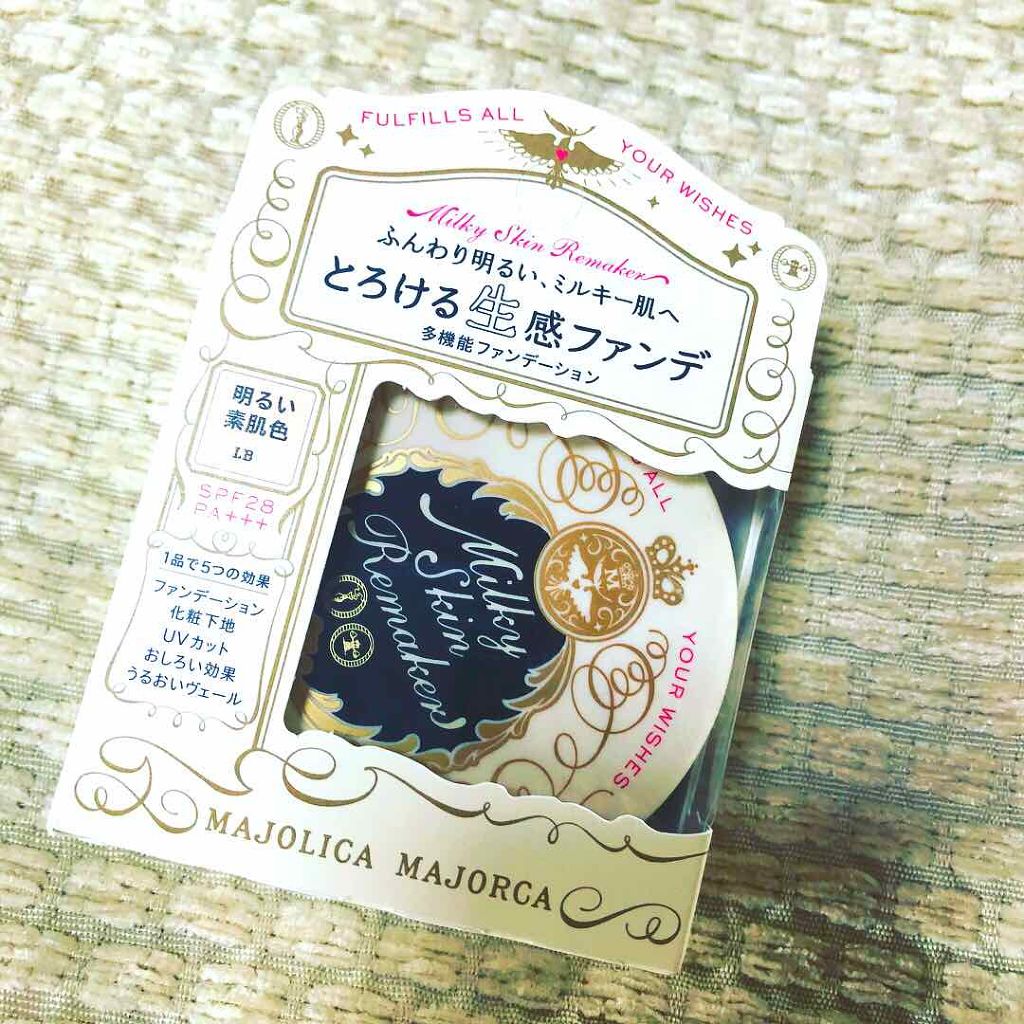 FULFILLS ALL YOUR WISHES
Milky Skin Remaker
ふんわり明るい、ミルキー肌へ
とろける生感ファンデ
多機能ファンデーション
明るい
素肌色
LB
SPF28
PA+++
1品で5つの効果
ファンデーション
化粧下地
UVカット
おしろい効果
うるおいヴェール
Milky
Skin
Remaker
M
S ALL
YOUR WISHES
MAJOLICA MAJORCA